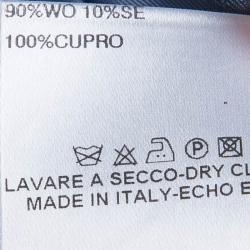 90%WO 10%SE
100%CUPRO
LAVARE A SECCO-DRY CL
MADE IN ITALY-ECHO E